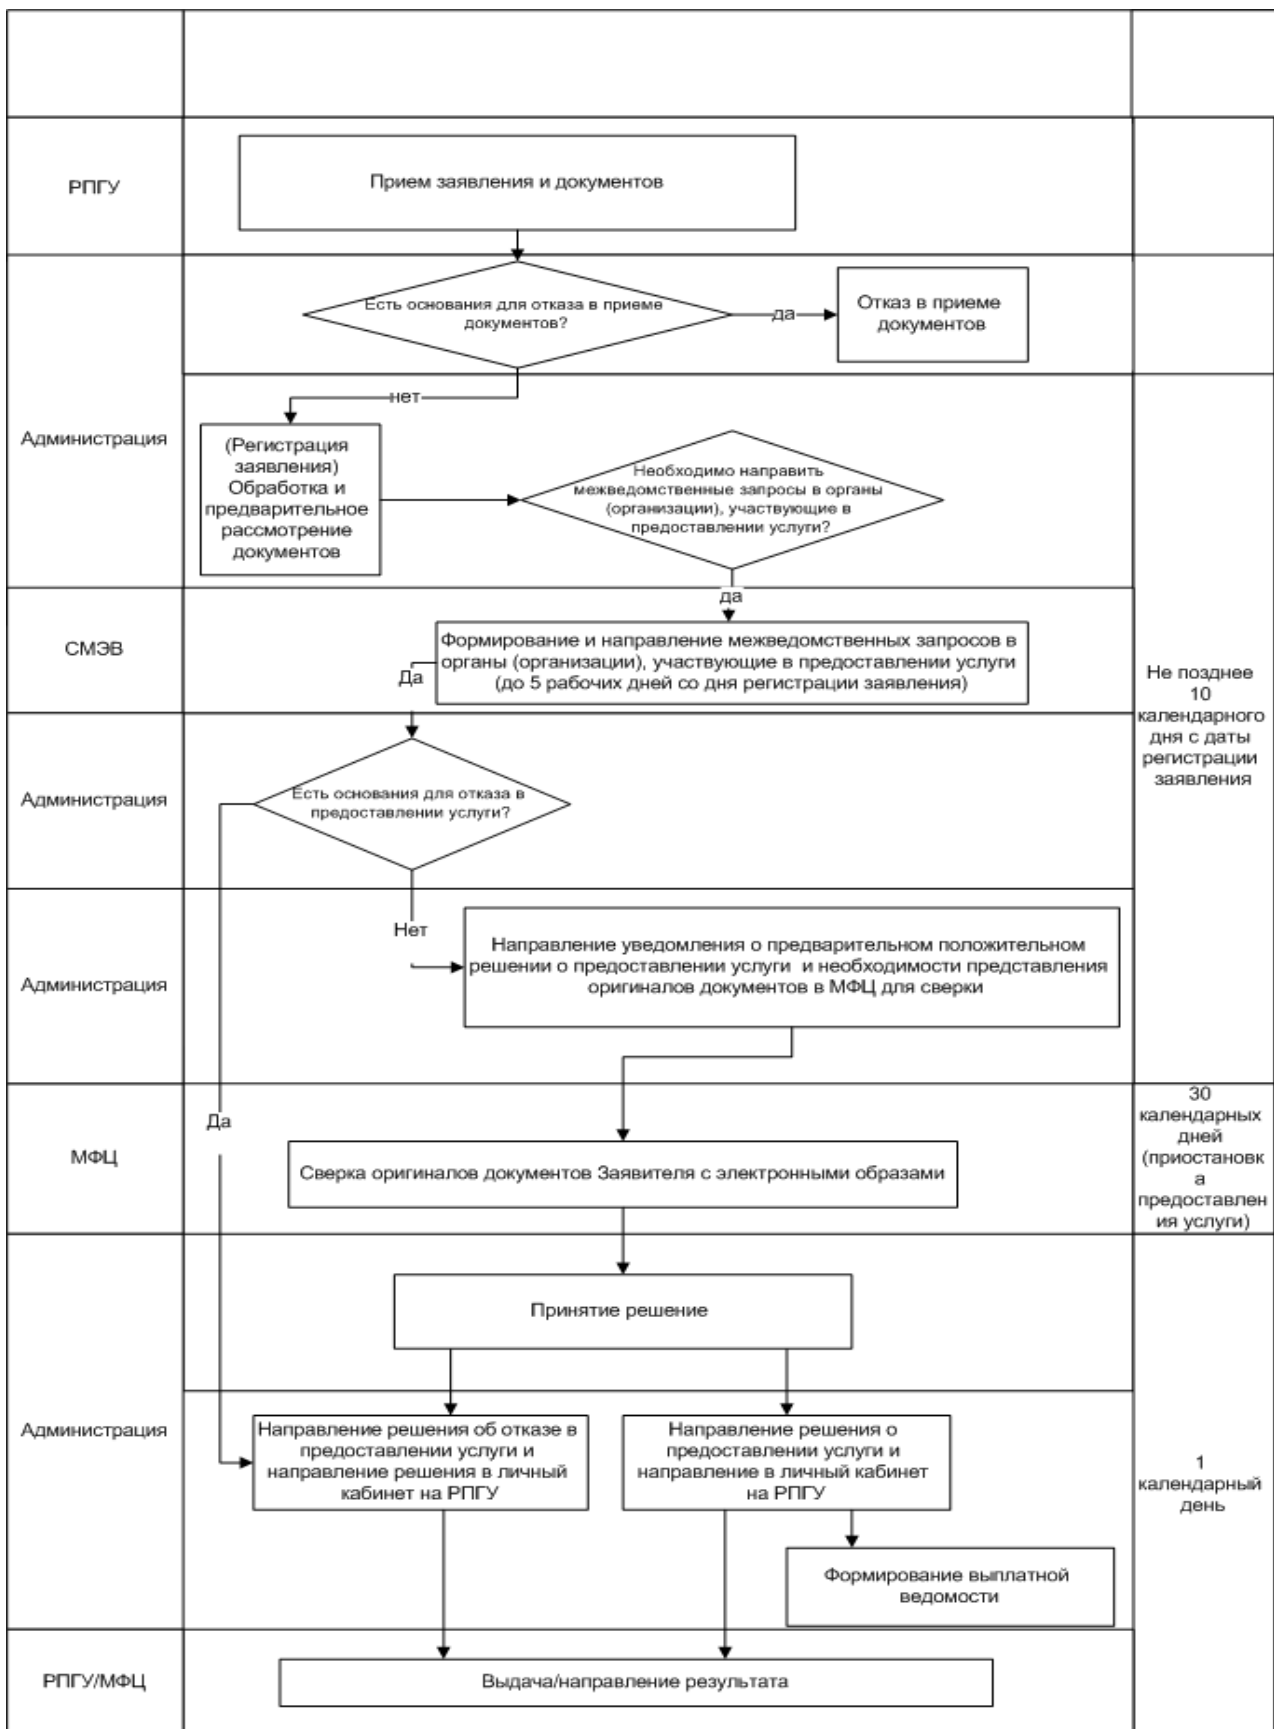 РПГУ
Прием заявления и документов
Есть основания для отказа в приеме
документов?
да
Отказ в приеме
документов
нет
Администрация
(Регистрация
заявления)
Обработка и
предварительное
рассмотрение
документов
Необходимо направить
межведомственные запросы в органы
(организации), участвующие в
предоставлении услуги?
да
СМЭВ
Формирование и направление межведомственных запросов в
органы (организации), участвующие в предоставлении услуги
(до 5 рабочих дней со дня регистрации заявления)
Да
Не позднее
10
календарного
дня с даты
регистрации
заявления
Администрация
Есть основания для отказа в
предоставлении услуги?
Нет
Администрация
Направление уведомления о предварительном положительном
решении о предоставлении услуги и необходимости представления
оригиналов документов в МФЦ для сверки
Да
МФЦ
Сверка оригиналов документов Заявителя с электронными образами
30
календарных
дней
(приостановк
а
предоставлен
ия услуги)
Принятие решение
Администрация
Направление решения об отказе в
предоставлении услуги и
направление решения в личный
кабинет на РПГУ
Направление решения о
предоставлении услуги и
направление в личный кабинет
на РПГУ
1
календарный
день
Формирование выплатной
ведомости
РПГУ/МФЦ
Выдача/направление результата